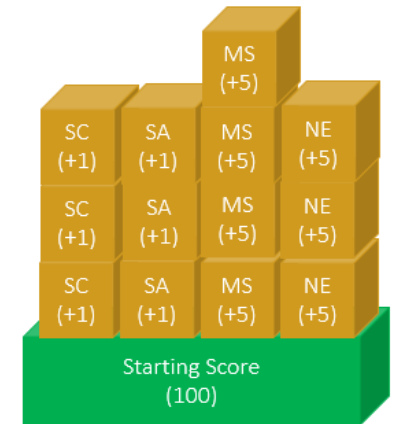 MS
(+5)
SC
(+1)
SA
(+1)
MS
(+5)
NE
(+5)
SC
(+1)
SA
(+1)
MS
(+5)
NE
(+5)
SC
(+1)
SA
(+1)
MS
(+5)
NE
(+5)
Starting Score
(100)